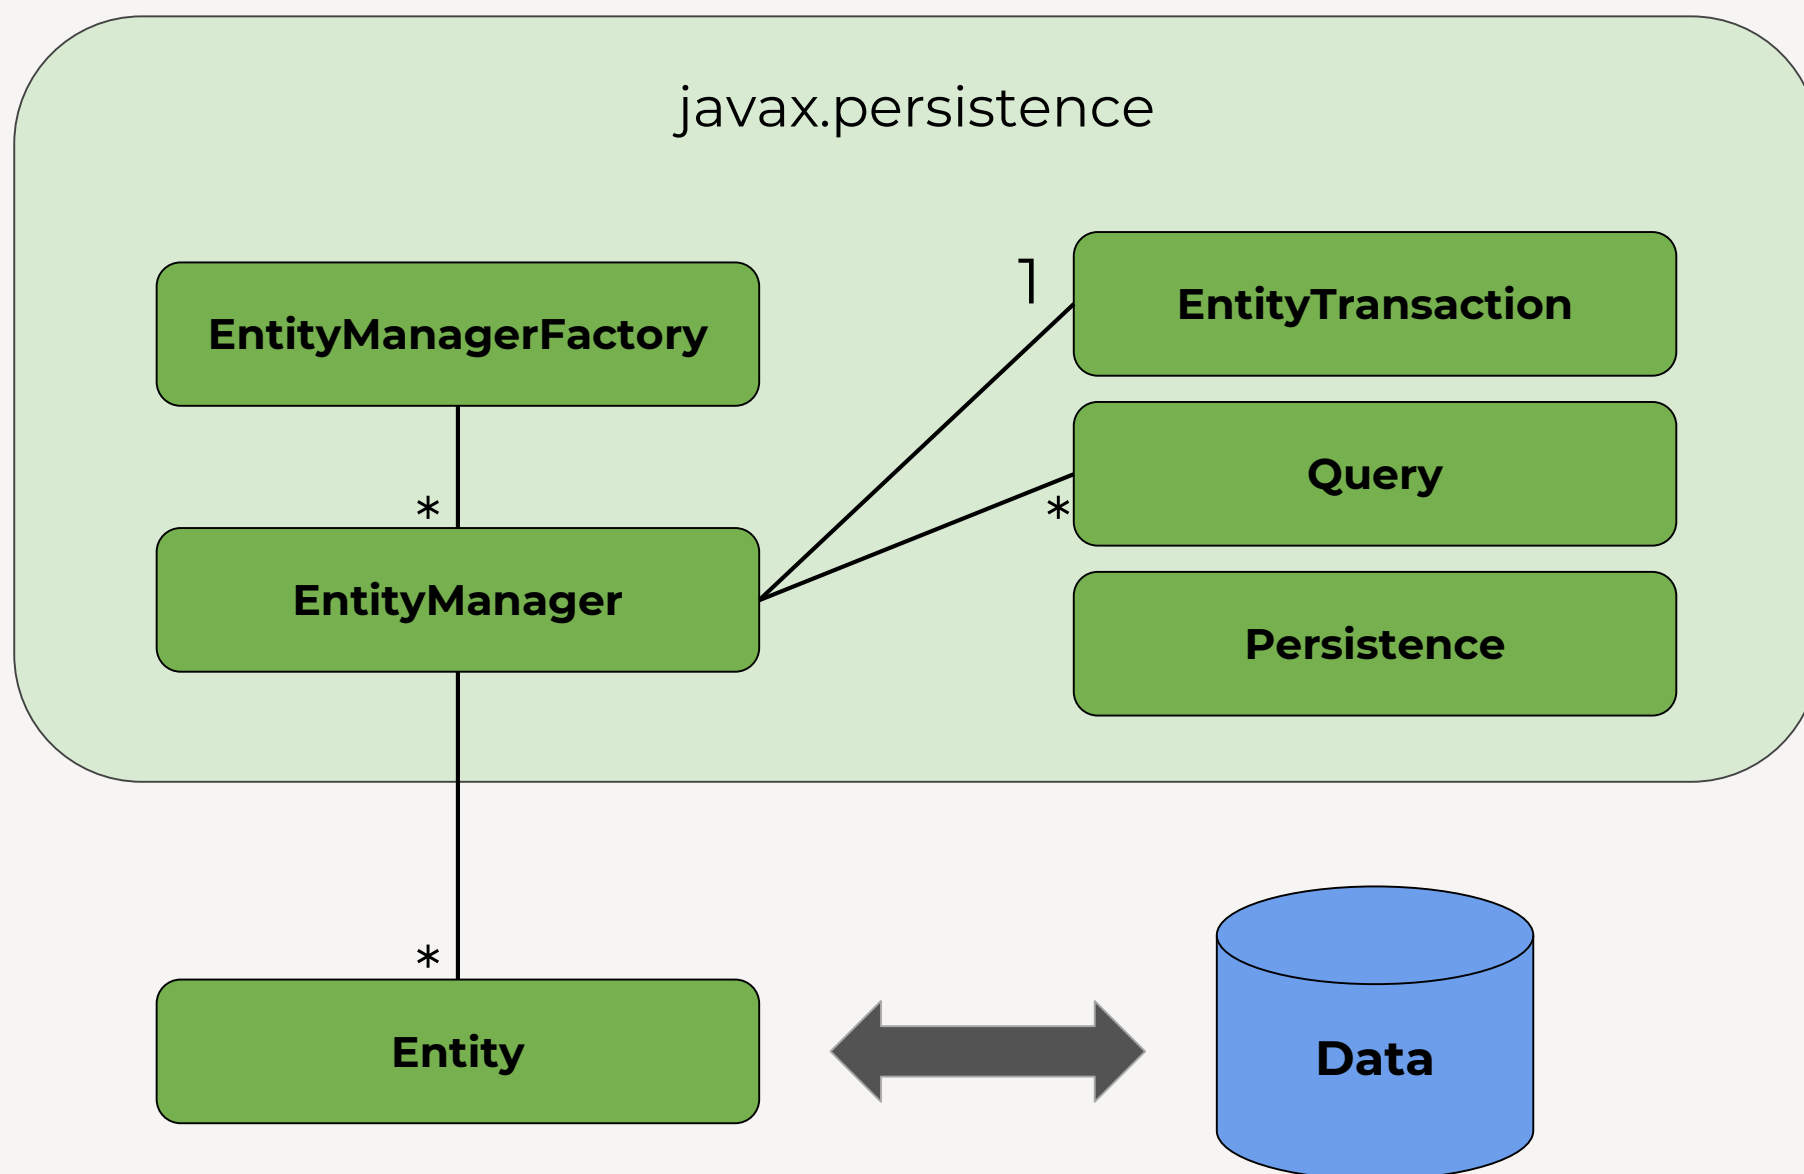 javax.persistence
EntityManagerFactory
1
EntityTransaction
*
EntityManager
*
Query
Persistence
*
Entity
Data